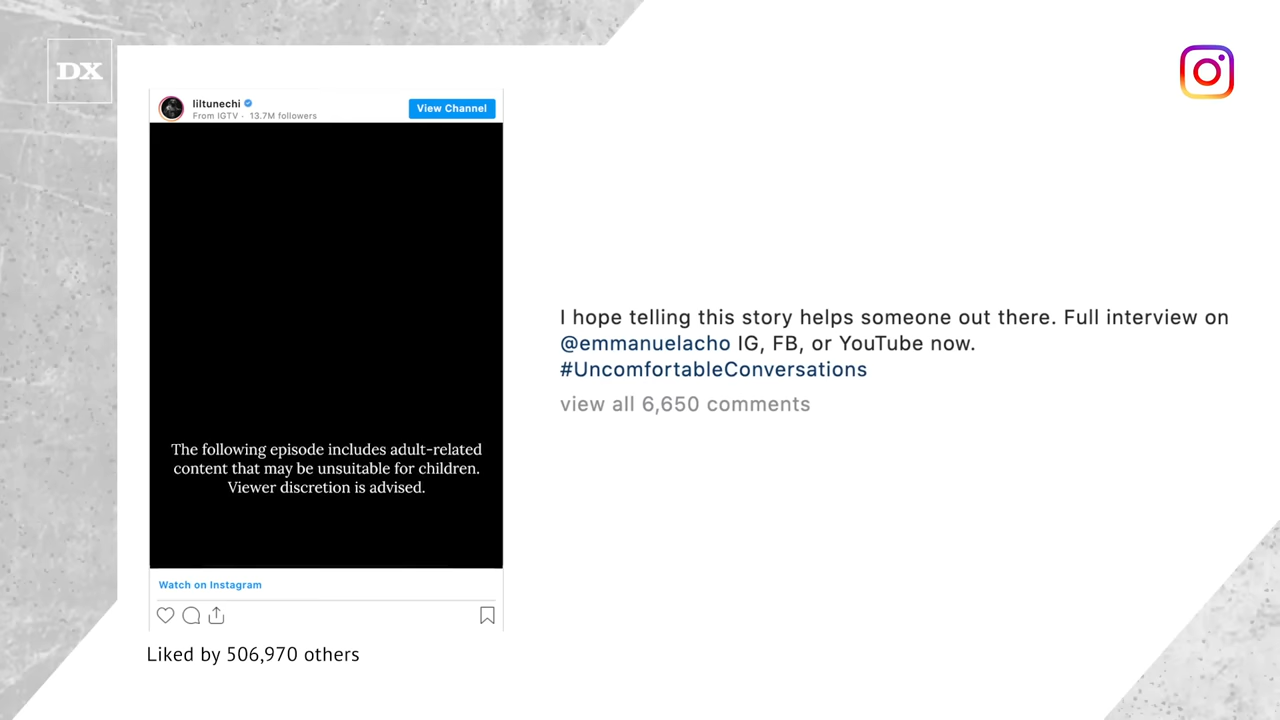 DX
liltunechi
From IGTV · 13.7M followers
View Channel
The following episode includes adult-related
content that may be unsuitable for children.
Viewer discretion is advised.
Watch on Instagram
Liked by 506,970 others
I hope telling this story helps someone out there. Full interview on
@emmanuelacho IG, FB, or YouTube now.
#UncomfortableConversations
view all 6,650 comments